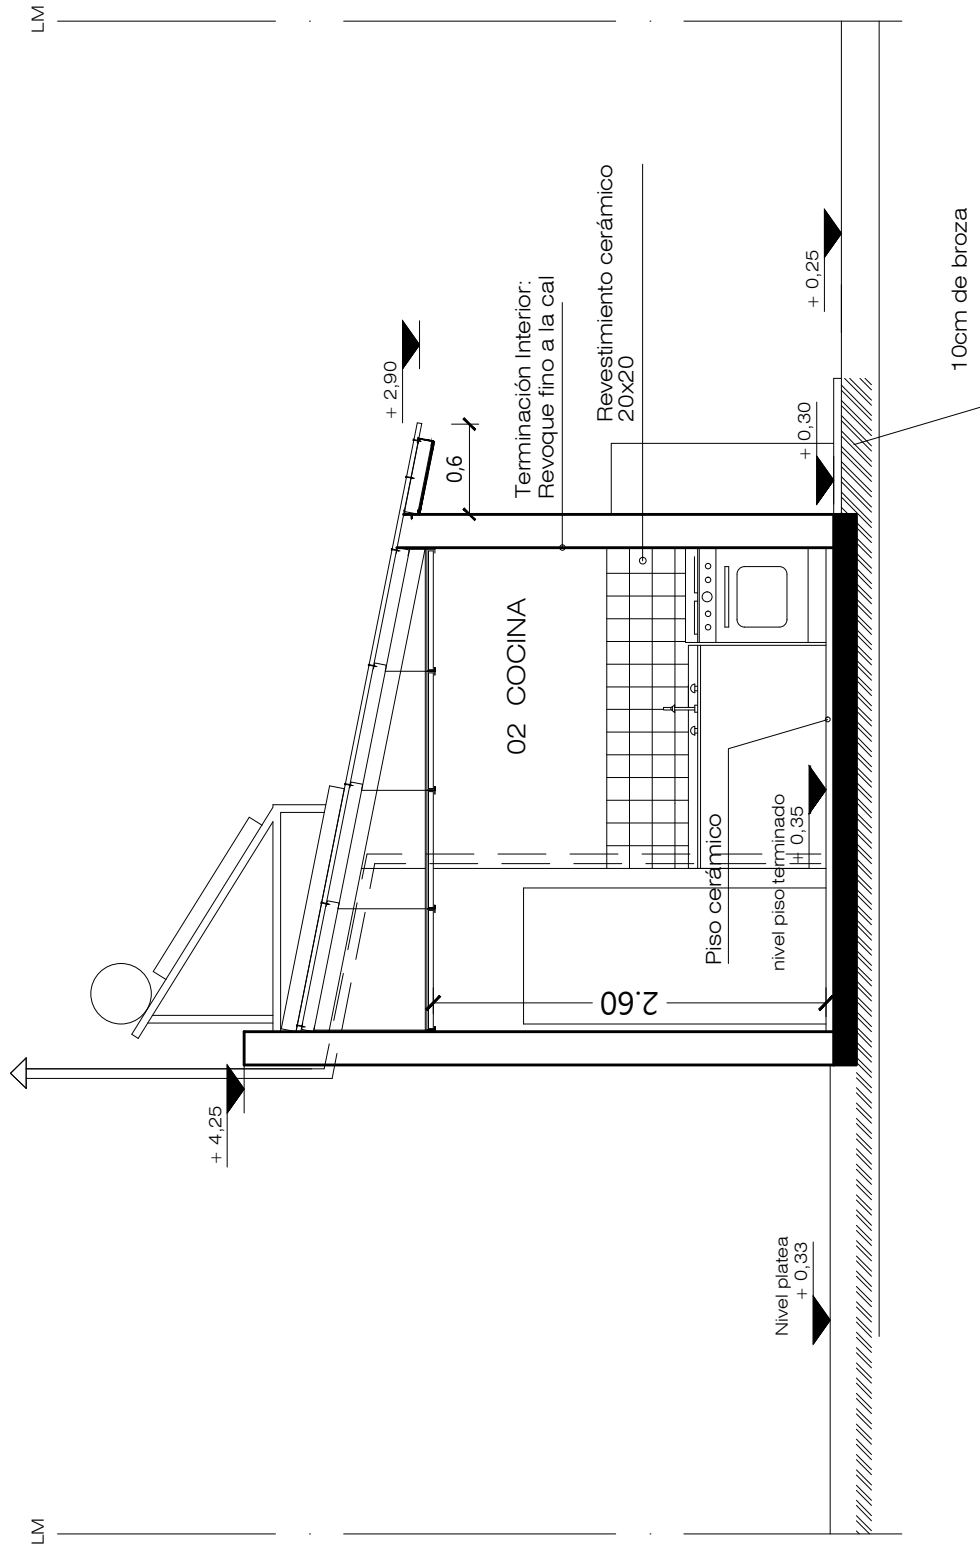 LM
LM
+ 4,25
+ 2,90
0,6
Terminación Interior:
Revoque fino a la cal
Revestimiento cerámico
20x20
02 COCINA
2.60
Piso cerámico
nivel piso terminado
+ 0,35
Nivel platea
+ 0,33
+ 0,30
+ 0,25
10cm de broza